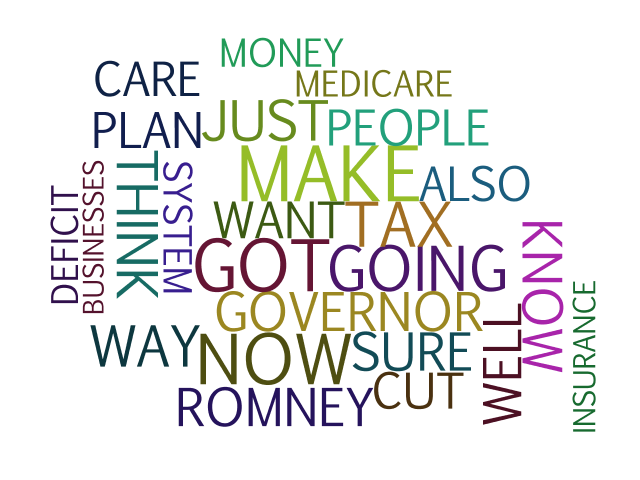 MONEY
CARE
MEDICARE
PLAN
JUST
PEOPLE
MAKE
ALSO
THINK
SYSTEM
DEFICIT
BUSINESSES
WANT
TAX
GOT
GOING
KNOW
GOVERNOR
WAY
NOW
SURE
WELL
INSURANCE
ROMNEY
CUT